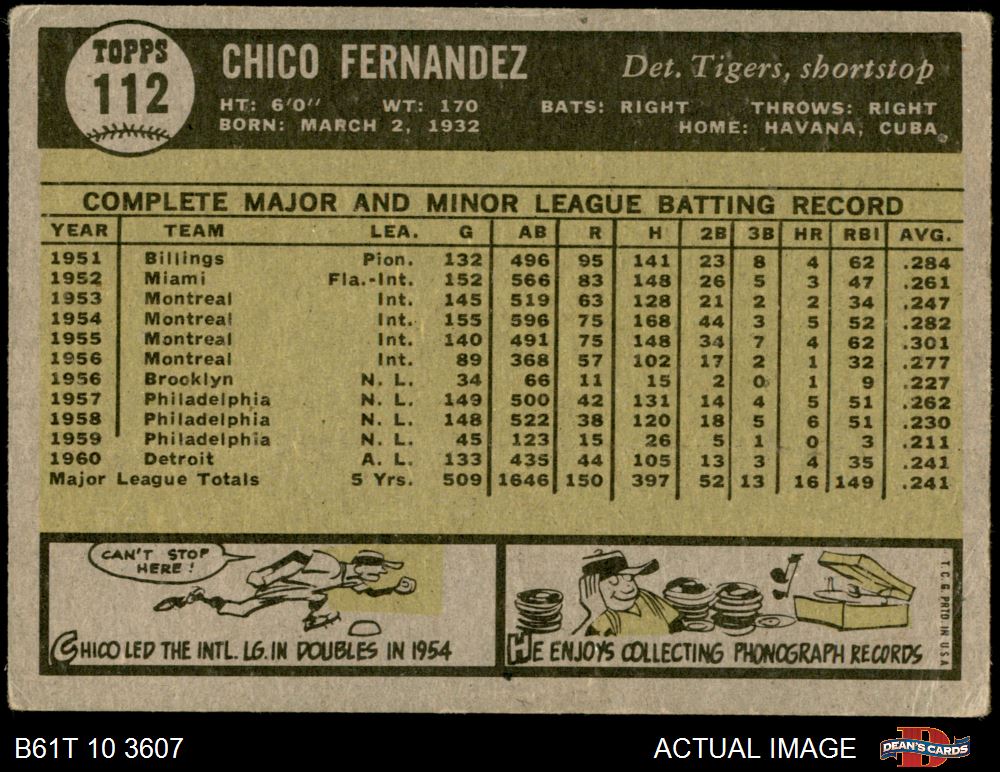 TOPPS
112
CHICO FERNANDEZ
Det. Tigers, shortstop
HT: 6'0" WT: 170 BATS: RIGHT THROWS: RIGHT
BORN: MARCH 2, 1932 HOME: HAVANA, CUBA
COMPLETE MAJOR AND MINOR LEAGUE BATTING RECORD
YEAR TEAM LEA. G AB R H 2B 3B HR RBI AVG.
1951 Billings Pion. 132 496 95 141 23 8 4 62 .284
1952 Miami Fla.-Int. 152 566 83 148 26 5 3 47 .261
1953 Montreal Int. 145 519 63 128 21 2 2 34 .247
1954 Montreal Int. 155 596 75 168 44 3 5 52 .282
1955 Montreal Int. 140 491 75 148 34 7 4 62 .301
1956 Montreal Int. 89 368 57 102 17 2 1 32 .277
1956 Brooklyn N. L. 34 66 11 15 2 0 1 9 .227
1957 Philadelphia N. L. 149 500 42 131 14 4 5 51 .262
1958 Philadelphia N. L. 148 522 38 120 18 5 6 51 .230
1959 Philadelphia N. L. 45 123 15 26 5 1 0 3 .211
1960 Detroit A. L. 133 435 44 105 13 3 4 35 .241
Major League Totals 5 Yrs. 509 1646 150 397 52 13 16 149 .241
CAN'T STOP
HERE!
CHICO LED THE INTL. LG. IN DOUBLES IN 1954
HE ENJOYS COLLECTING PHONOGRAPH RECORDS
T.C.G. PRTD IN USA
B61T 10 3607
ACTUAL IMAGE
DEAN'S CARDS